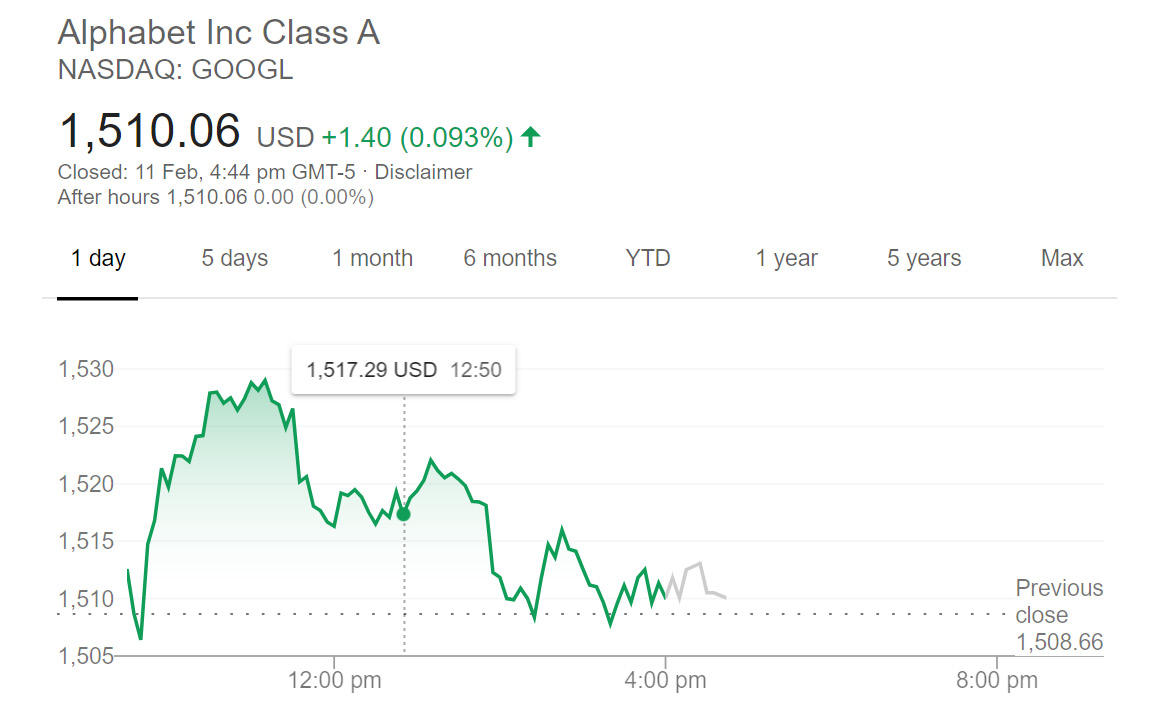 Alphabet Inc Class A
NASDAQ: GOOGL
1,510.06 USD +1.40 (0.093%)
Closed: 11 Feb, 4:44 pm GMT-5 · Disclaimer
After hours 1,510.06 0.00 (0.00%)
1 day 5 days 1 month 6 months YTD 1 year 5 years Max
1,517.29 USD 12:50
1,530
1,525
1,520
1,515
1,510
1,505
Previous
close
1,508.66
12:00 pm 4:00 pm 8:00 pm